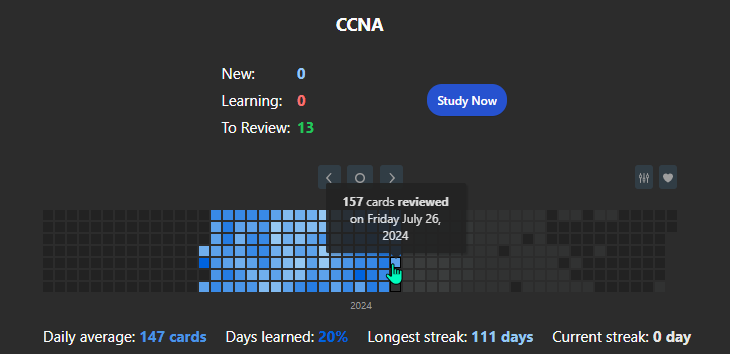 CCNA
New: 0
Learning: 0
To Review: 13
Study Now
157 cards reviewed
on Friday July 26,
2024
2024
Daily average: 147 cards Days learned: 20% Longest streak: 111 days Current streak: 0 day